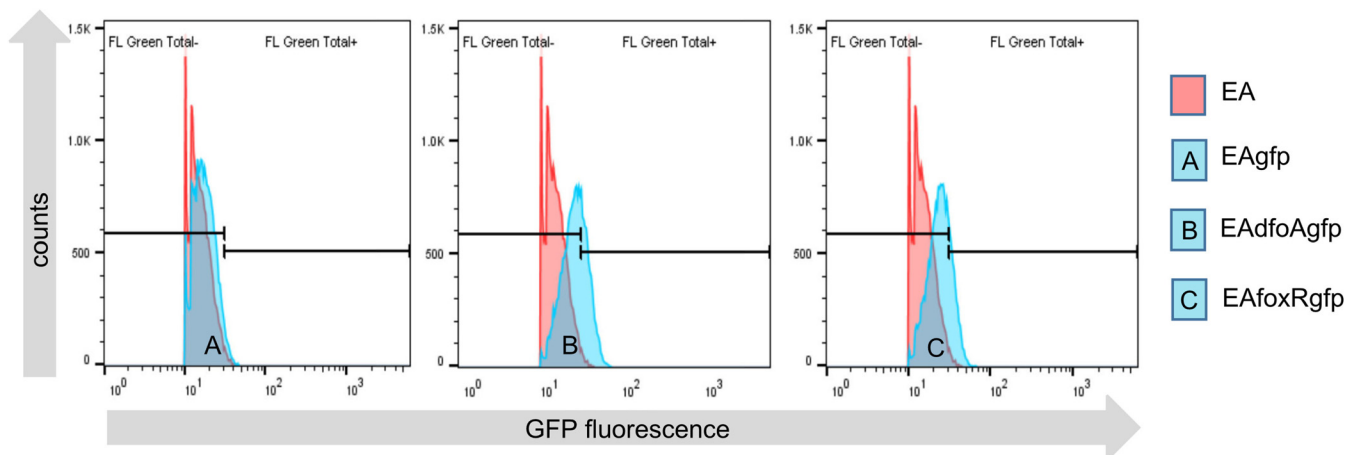 counts
1.5K
FL Green Total-
FL Green Total+
1.0K
500
0
10^0
10^1
10^2
10^3
A
1.5K
FL Green Total-
FL Green Total+
1.0K
500
0
10^0
10^1
10^2
10^3
B
1.5K
FL Green Total-
FL Green Total+
1.0K
500
0
10^0
10^1
10^2
10^3
C
GFP fluorescence
EA
A EAgfp
B EAdfoAgfp
C EAfoxRgfp